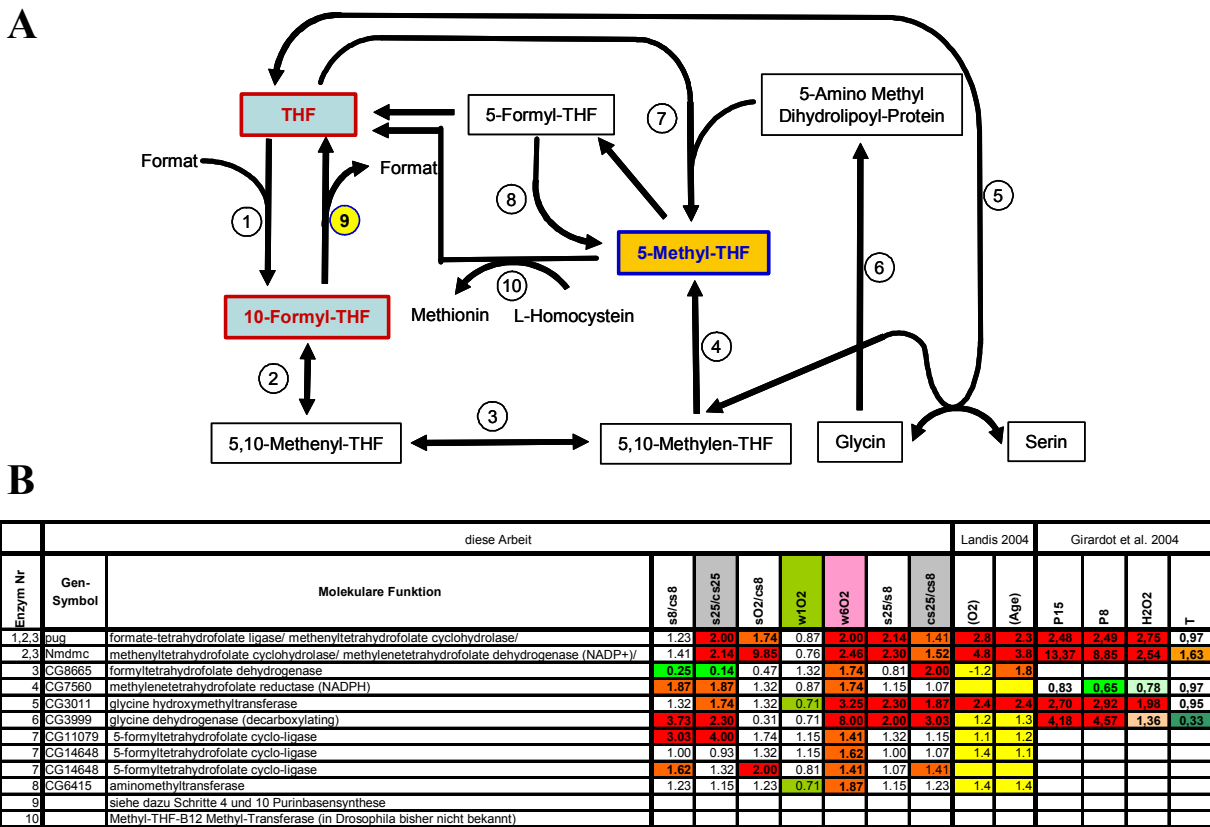 A
THF
5-Formyl-THF
5-Amino Methyl
Dihydrolipoyl-Protein
7
Format
Format
5
1
9
8
5-Methyl-THF
6
10
10-Formyl-THF
Methionin
L-Homocystein
4
2
3
5,10-Methenyl-THF
5,10-Methylen-THF
Glycin
Serin
B
diese Arbeit Landis 2004 Girardot et al. 2004
Enzym Nr Gen-Symbol Molekulare Funktion s8/cs8 s25/cs25 sO2/cs8 w1O2 w6O2 s25/s8 cs25/cs8 (O2) (Age) P15 P8 H2O2 T
1,2,3 pug formate-tetrahydrofolate ligase/ methenyltetrahydrofolate cyclohydrolase/ 1.23 2.00 1.74 0.87 2.00 2.14 1.41 2.8 2.3 2,48 2,49 2,75 0,97
2,3 Nmdmc methenyltetrahydrofolate cyclohydrolase/ methylenetetrahydrofolate dehydrogenase (NADP+)/ 1.41 2.14 9.85 0.76 2.46 2.30 1.52 4.8 3.8 13,37 8,85 2,54 1,63
3 CG8665 formyltetrahydrofolate dehydrogenase 0.25 0.14 0.47 1.32 1.74 0.81 2.00 -1.2 1.8
4 CG7560 methylenetetrahydrofolate reductase (NADPH) 1.87 1.87 1.32 0.87 1.74 1.15 1.07 0,83 0,65 0,78 0,97
5 CG3011 glycine hydroxymethyltransferase 1.32 1.74 1.32 0.71 3.25 2.30 1.87 2.4 2.4 2,70 2,92 1,98 0,95
6 CG3999 glycine dehydrogenase (decarboxylating) 3.73 2.30 0.31 0.71 8.00 2.00 3.03 1.2 1.3 4,18 4,57 1,36 0,33
7 CG11079 5-formyltetrahydrofolate cyclo-ligase 3.03 4.00 1.74 1.15 1.41 1.32 1.15 1.1 1.2
7 CG14648 5-formyltetrahydrofolate cyclo-ligase 1.00 0.93 1.32 1.15 1.62 1.00 1.07 1.4 1.1
7 CG14648 5-formyltetrahydrofolate cyclo-ligase 1.62 1.32 2.00 0.81 1.41 1.07 1.41
8 CG6415 aminomethyltransferase 1.23 1.15 1.23 0.71 1.87 1.15 1.23 1.4 1.4
9 siehe dazu Schritte 4 und 10 Purinbasensynthese
10 Methyl-THF-B12 Methyl-Transferase (in Drosophila bisher nicht bekannt)